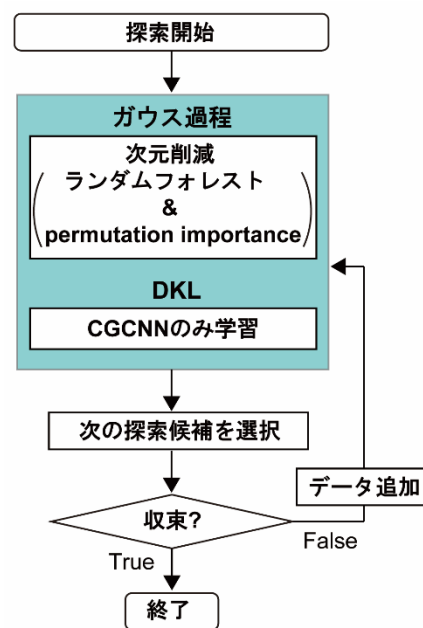 探索開始
ガウス過程
次元削減
ランダムフォレスト
&
permutation importance
DKL
CGCNNのみ学習
次の探索候補を選択
データ追加
収束?
False
True
終了